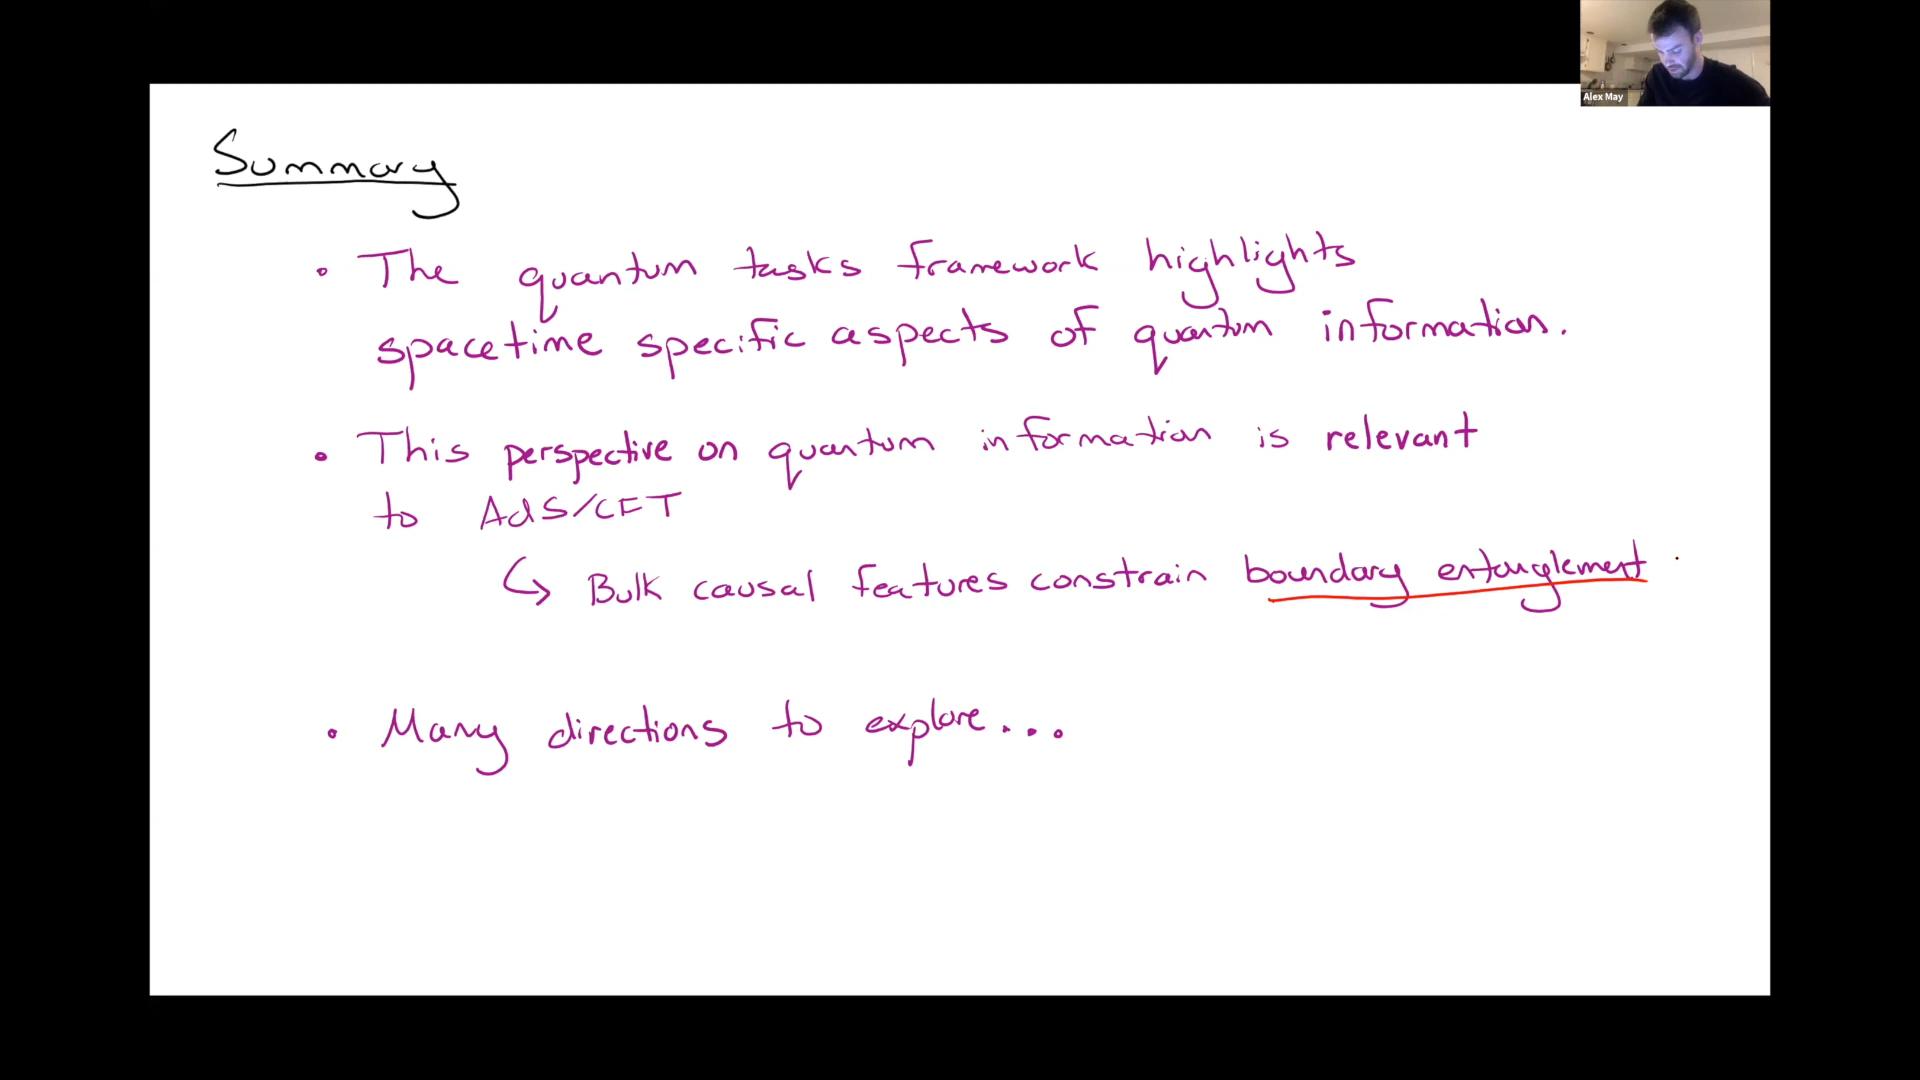 Alex May
Summary
• The quantum tasks framework highlights
spacetime specific aspects of quantum information.
• This perspective on quantum information is relevant
to AdS/CFT
↳ Bulk causal features constrain boundary entanglement
• Many directions to explore...